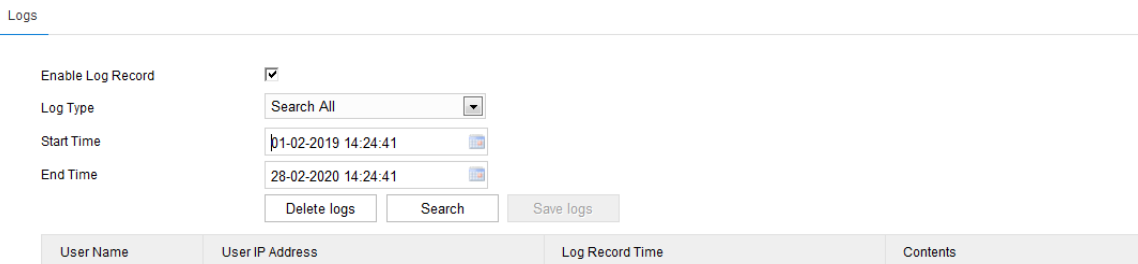 Logs
Enable Log Record
Log Type Search All
Start Time 01-02-2019 14:24:41
End Time 28-02-2020 14:24:41
Delete logs Search Save logs
User Name User IP Address Log Record Time Contents